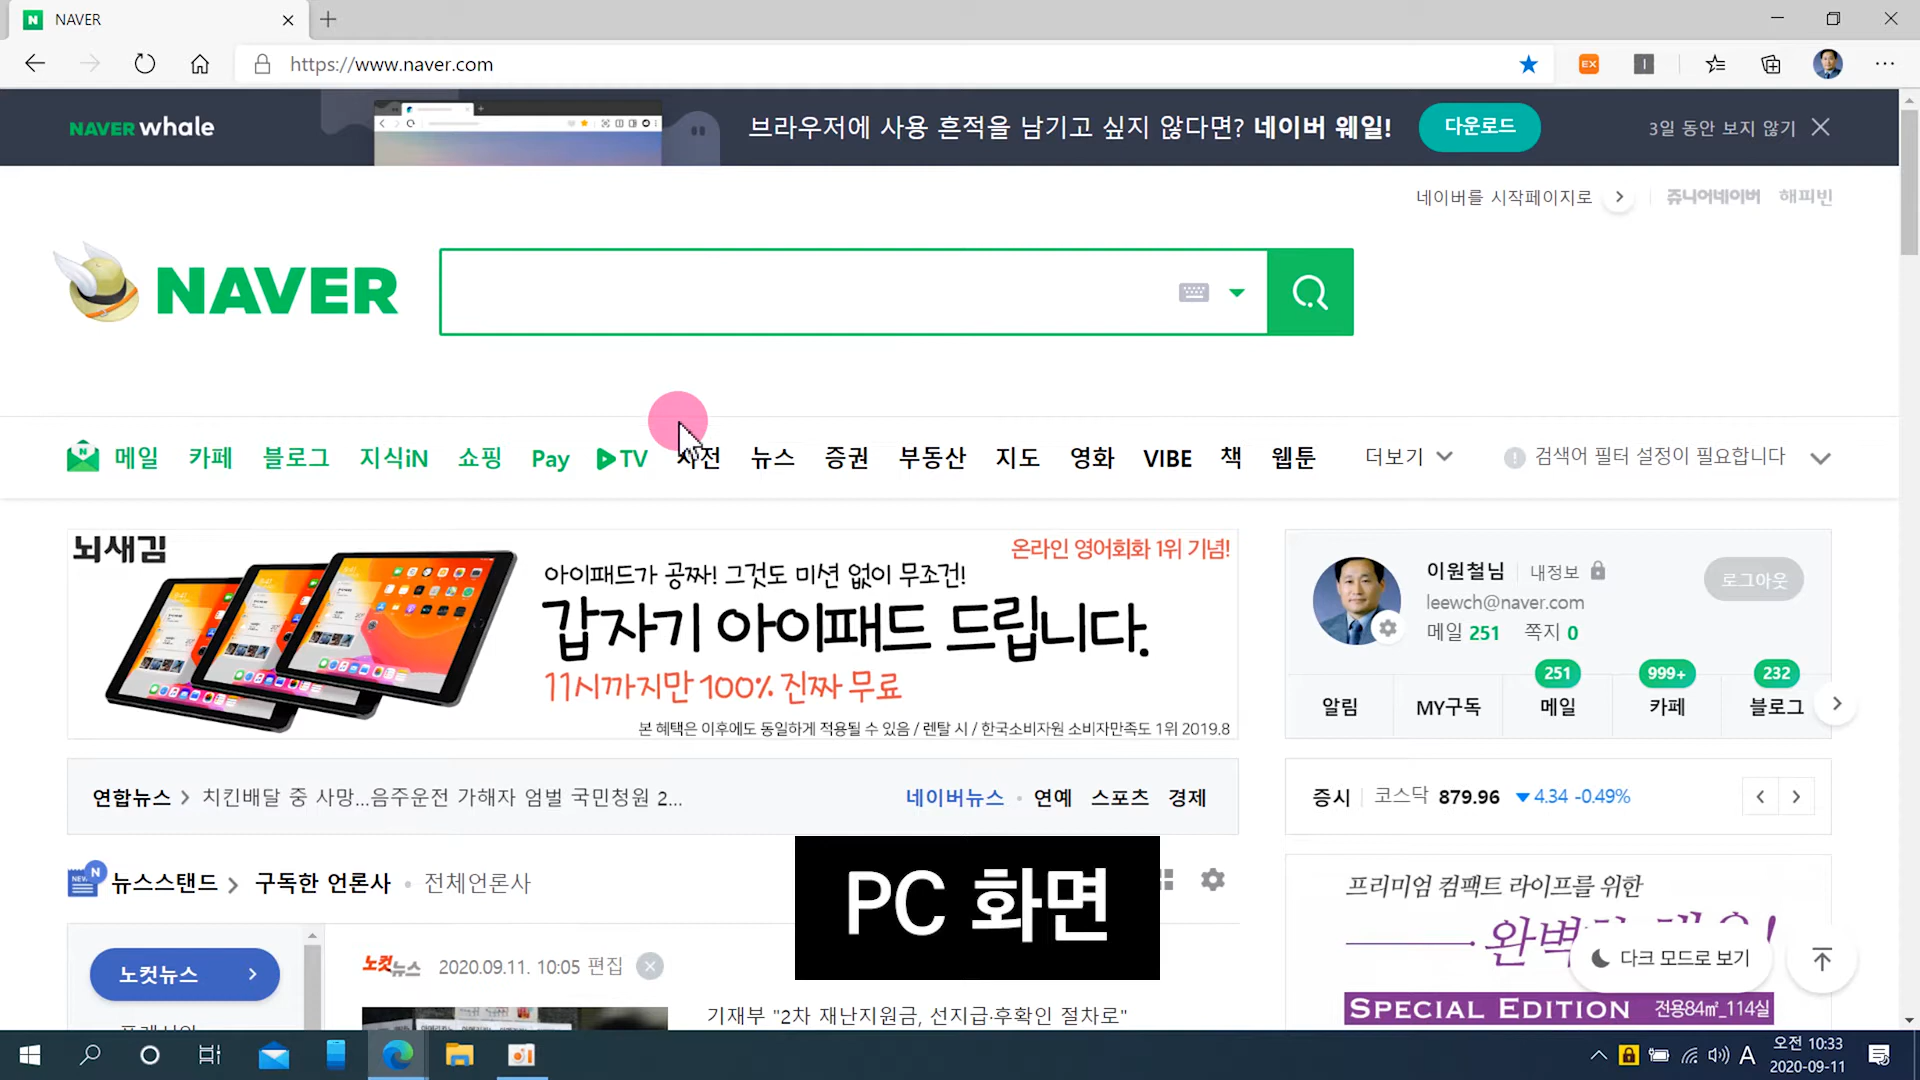 NAVER
https://www.naver.com
EX
NAVER whale
브라우저에 사용 흔적을 남기고 싶지 않다면? 네이버 웨일!
다운로드
3일 동안 보지 않기
네이버를 시작페이지로
쥬니어네이버 해피빈
NAVER
메일 카페 블로그 지식iN 쇼핑 Pay TV 사전 뉴스 증권 부동산 지도 영화 VIBE 책 웹툰 더보기
검색어 필터 설정이 필요합니다
뇌새김
온라인 영어회화 1위 기념!
아이패드가 공짜! 그것도 미션 없이 무조건!
갑자기 아이패드 드립니다.
11시까지만 100% 진짜 무료
본 혜택은 이후에도 동일하게 적용될 수 있음 / 렌탈 시 / 한국소비자원 소비자만족도 1위 2019.8
이원철님 내정보
로그아웃
leewch@naver.com
메일 251 쪽지 0
251 999+ 232
알림 MY구독 메일 카페 블로그
연합뉴스 > 치킨배달 중 사망...음주운전 가해자 엄벌 국민청원 2...
네이버뉴스 연예 스포츠 경제
증시 코스닥 879.96 ▼4.34 -0.49%
뉴스스탠드 > 구독한 언론사 전체언론사
PC 화면
프리미엄 컴팩트 라이프를 위한
다크 모드로 보기
SPECIAL EDITION 전용84㎡_114실
노컷뉴스
노컷뉴스 2020.09.11. 10:05 편집
기재부 "2차 재난지원금, 선지급·후확인 절차로"
A
오전 10:33
2020-09-11